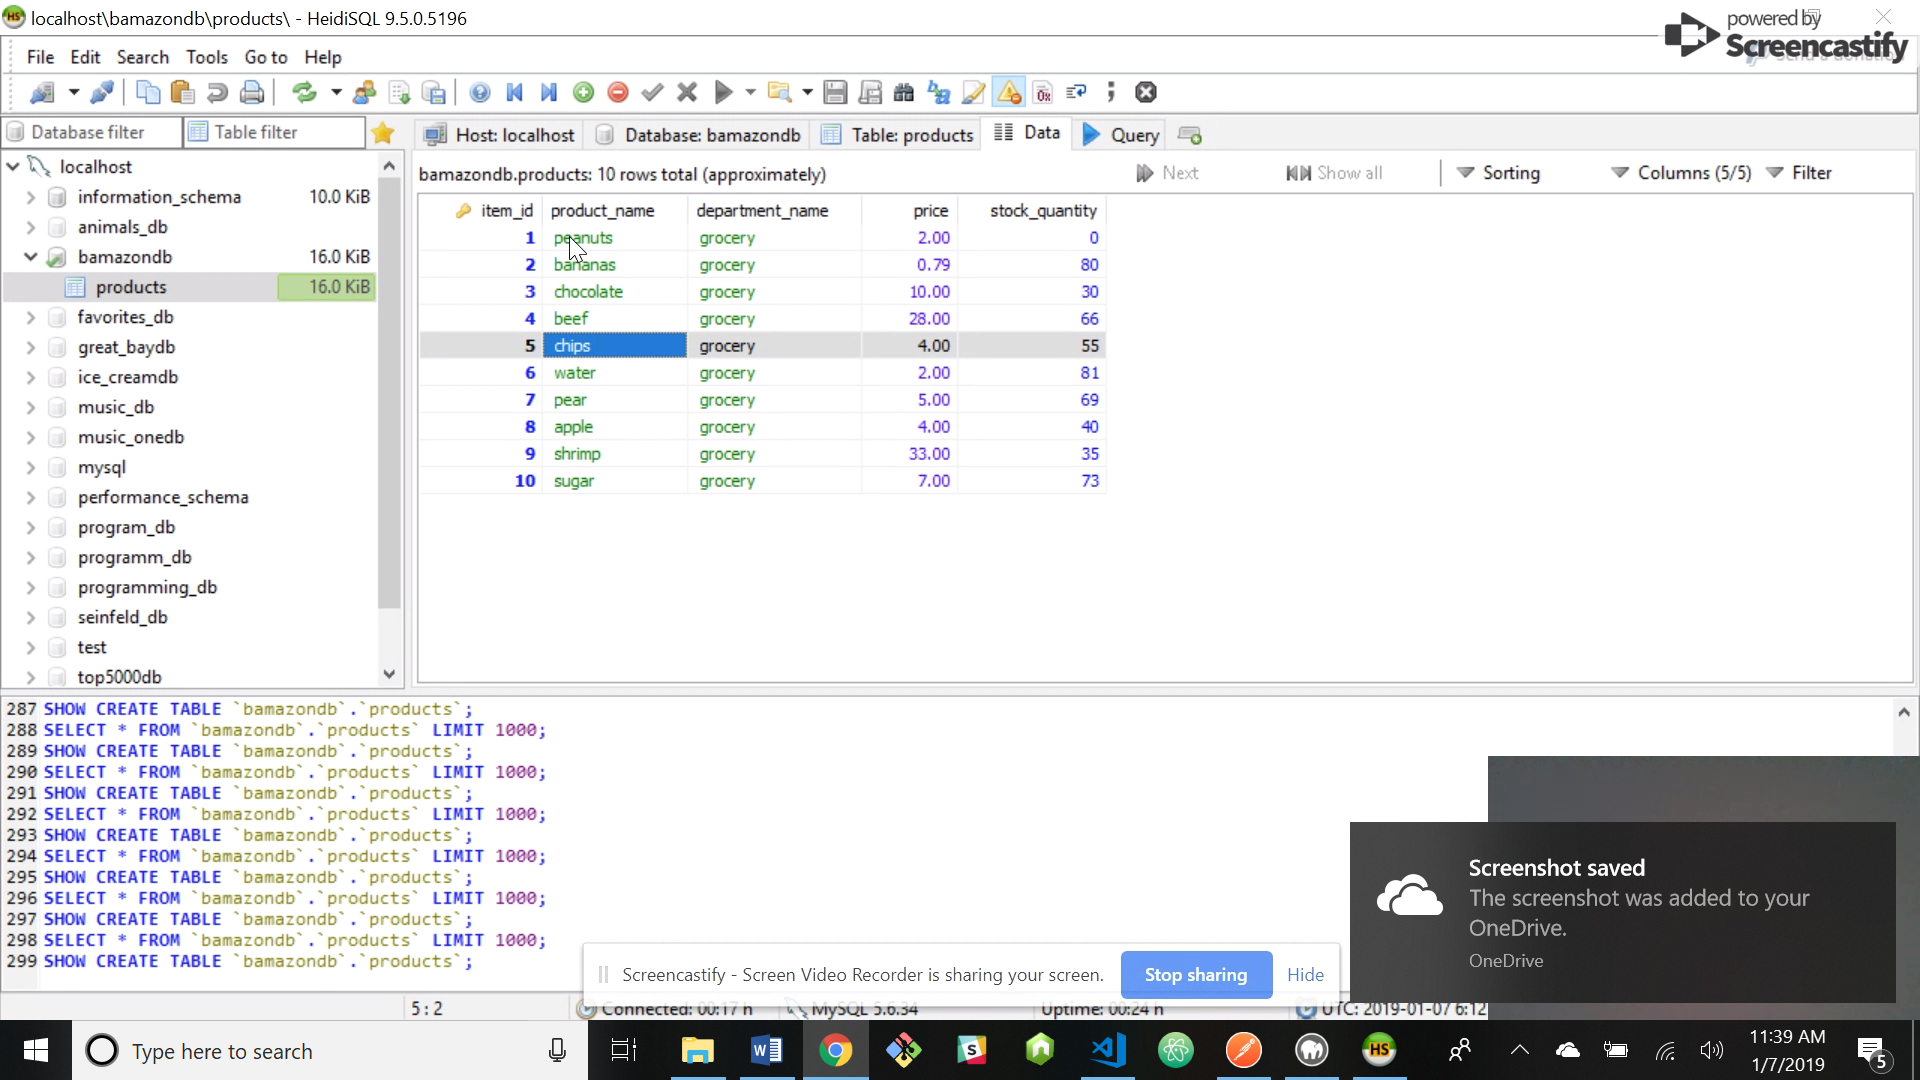 localhost\bamazondb\products\ - HeidiSQL 9.5.0.5196
powered by
Screencastify
File Edit Search Tools Go to Help
Database filter Table filter Host: localhost Database: bamazondb Table: products Data Query
localhost
information_schema 10.0 KiB
animals_db
bamazondb 16.0 KiB
products 16.0 KiB
favorites_db
great_baydb
ice_creamdb
music_db
music_onedb
mysql
performance_schema
program_db
programm_db
programming_db
seinfeld_db
test
top5000db
bamazondb.products: 10 rows total (approximately) Next Show all Sorting Columns (5/5) Filter
item_id product_name department_name price stock_quantity
1 peanuts grocery 2.00 0
2 bananas grocery 0.79 80
3 chocolate grocery 10.00 30
4 beef grocery 28.00 66
5 chips grocery 4.00 55
6 water grocery 2.00 81
7 pear grocery 5.00 69
8 apple grocery 4.00 40
9 shrimp grocery 33.00 35
10 sugar grocery 7.00 73
287 SHOW CREATE TABLE `bamazondb`.`products`;
288 SELECT * FROM `bamazondb`.`products` LIMIT 1000;
289 SHOW CREATE TABLE `bamazondb`.`products`;
290 SELECT * FROM `bamazondb`.`products` LIMIT 1000;
291 SHOW CREATE TABLE `bamazondb`.`products`;
292 SELECT * FROM `bamazondb`.`products` LIMIT 1000;
293 SHOW CREATE TABLE `bamazondb`.`products`;
294 SELECT * FROM `bamazondb`.`products` LIMIT 1000;
295 SHOW CREATE TABLE `bamazondb`.`products`;
296 SELECT * FROM `bamazondb`.`products` LIMIT 1000;
297 SHOW CREATE TABLE `bamazondb`.`products`;
298 SELECT * FROM `bamazondb`.`products` LIMIT 1000;
299 SHOW CREATE TABLE `bamazondb`.`products`;
Screenshot saved
The screenshot was added to your
OneDrive.
OneDrive
Screencastify - Screen Video Recorder is sharing your screen. Stop sharing Hide
5 : 2 Connected: 00:17 h MySQL 5.6.34 Uptime: 00:24 h UTC: 2019-01-07 6:12
Type here to search
11:39 AM
1/7/2019
5